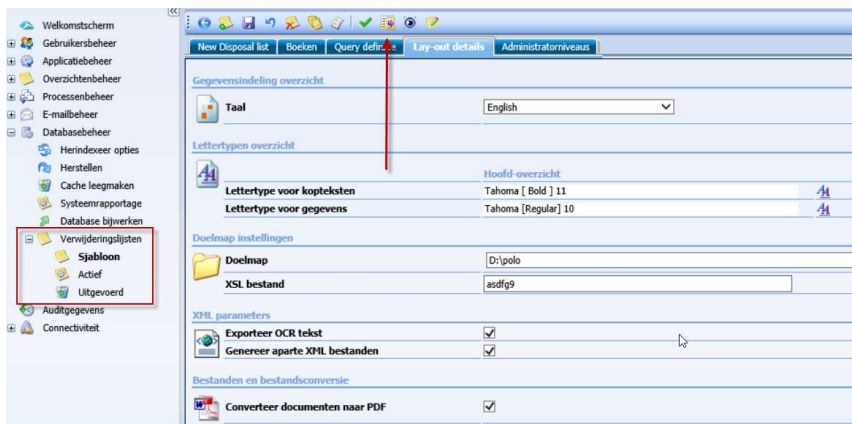 Welkomstscherm
Gebruikersbeheer
Applicatiebeheer
Overzichtenbeheer
Processenbeheer
E-mailbeheer
Databasebeheer
Herindexeer opties
Herstellen
Cache leegmaken
Systeemrapportage
Database bijwerken
Verwijderingslijsten
Sjabloon
Actief
Uitgevoerd
Auditgegevens
Connectiviteit
New Disposal list Boeken Query definitie Lay-out details Administratorniveaus
Gegevensindeling overzicht
Taal English
Lettertypen overzicht
Hoofd-overzicht
Lettertype voor kopteksten Tahoma [ Bold ] 11
Lettertype voor gegevens Tahoma [Regular] 10
Doelmap instellingen
Doelmap D:\polo
XSL bestand asdfg9
XML parameters
Exporteer OCR tekst
Genereer aparte XML bestanden
Bestanden en bestandsconversie
Converteer documenten naar PDF